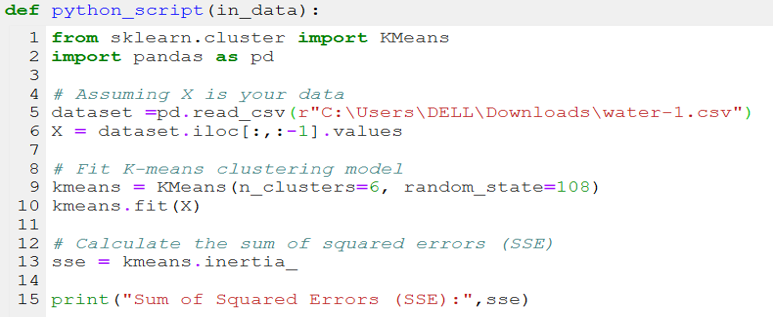 def python_script(in_data):
1 from sklearn.cluster import KMeans
2 import pandas as pd
3
4 # Assuming X is your data
5 dataset =pd.read_csv(r"C:\Users\DELL\Downloads\water-1.csv")
6 X = dataset.iloc[:,:-1].values
7
8 # Fit K-means clustering model
9 kmeans = KMeans(n_clusters=6, random_state=108)
10 kmeans.fit(X)
11
12 # Calculate the sum of squared errors (SSE)
13 sse = kmeans.inertia_
14
15 print("Sum of Squared Errors (SSE):",sse)